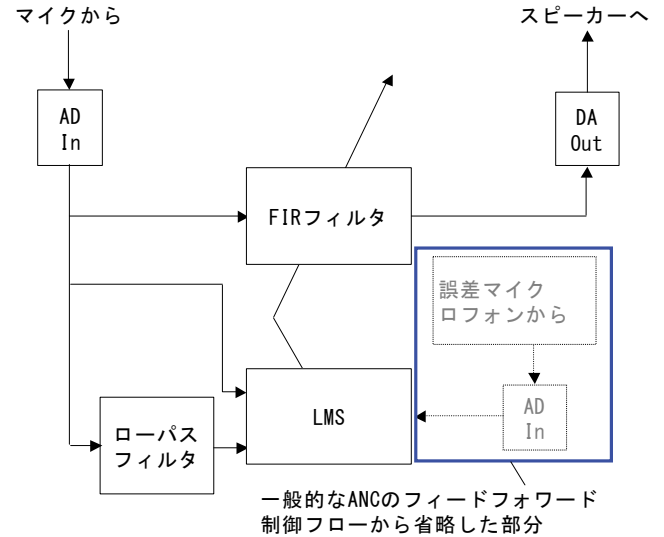 マイクから
スピーカーへ
AD
In
DA
Out
FIRフィルタ
誤差マイク
ロフォンから
LMS
AD
In
ローパス
フィルタ
一般的なANCのフィードフォワード
制御フローから省略した部分